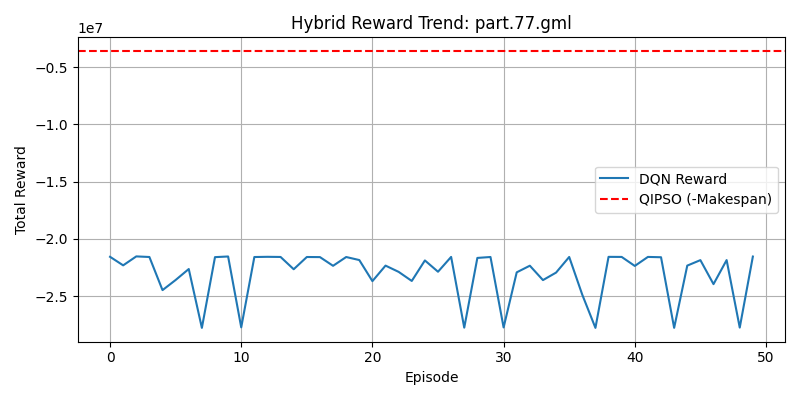 Hybrid Reward Trend: part.77.gml
1e7
−0.5
−1.0
−1.5
−2.0
−2.5
Total Reward
DQN Reward
QIPSO (-Makespan)
0
10
20
30
40
50
Episode